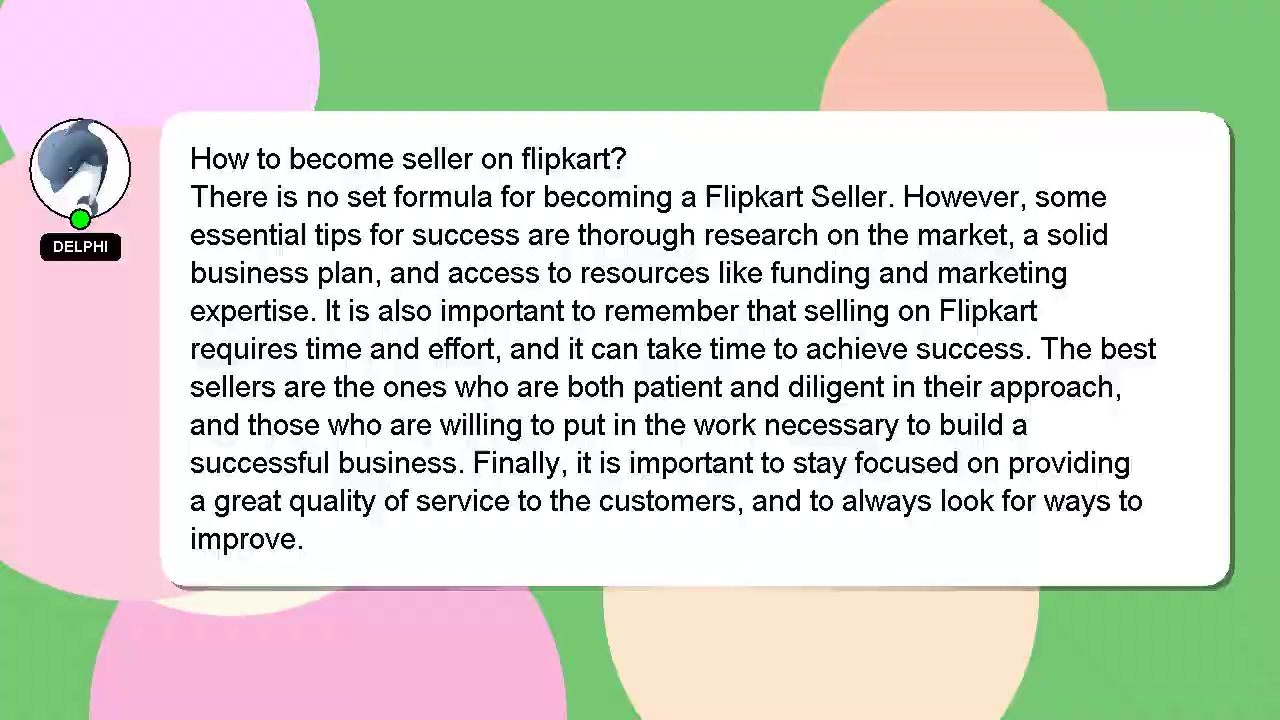 How to become seller on flipkart?
There is no set formula for becoming a Flipkart Seller. However, some
essential tips for success are thorough research on the market, a solid
business plan, and access to resources like funding and marketing
expertise. It is also important to remember that selling on Flipkart
requires time and effort, and it can take time to achieve success. The best
sellers are the ones who are both patient and diligent in their approach,
and those who are willing to put in the work necessary to build a
successful business. Finally, it is important to stay focused on providing
a great quality of service to the customers, and to always look for ways to
improve.
DELPHI